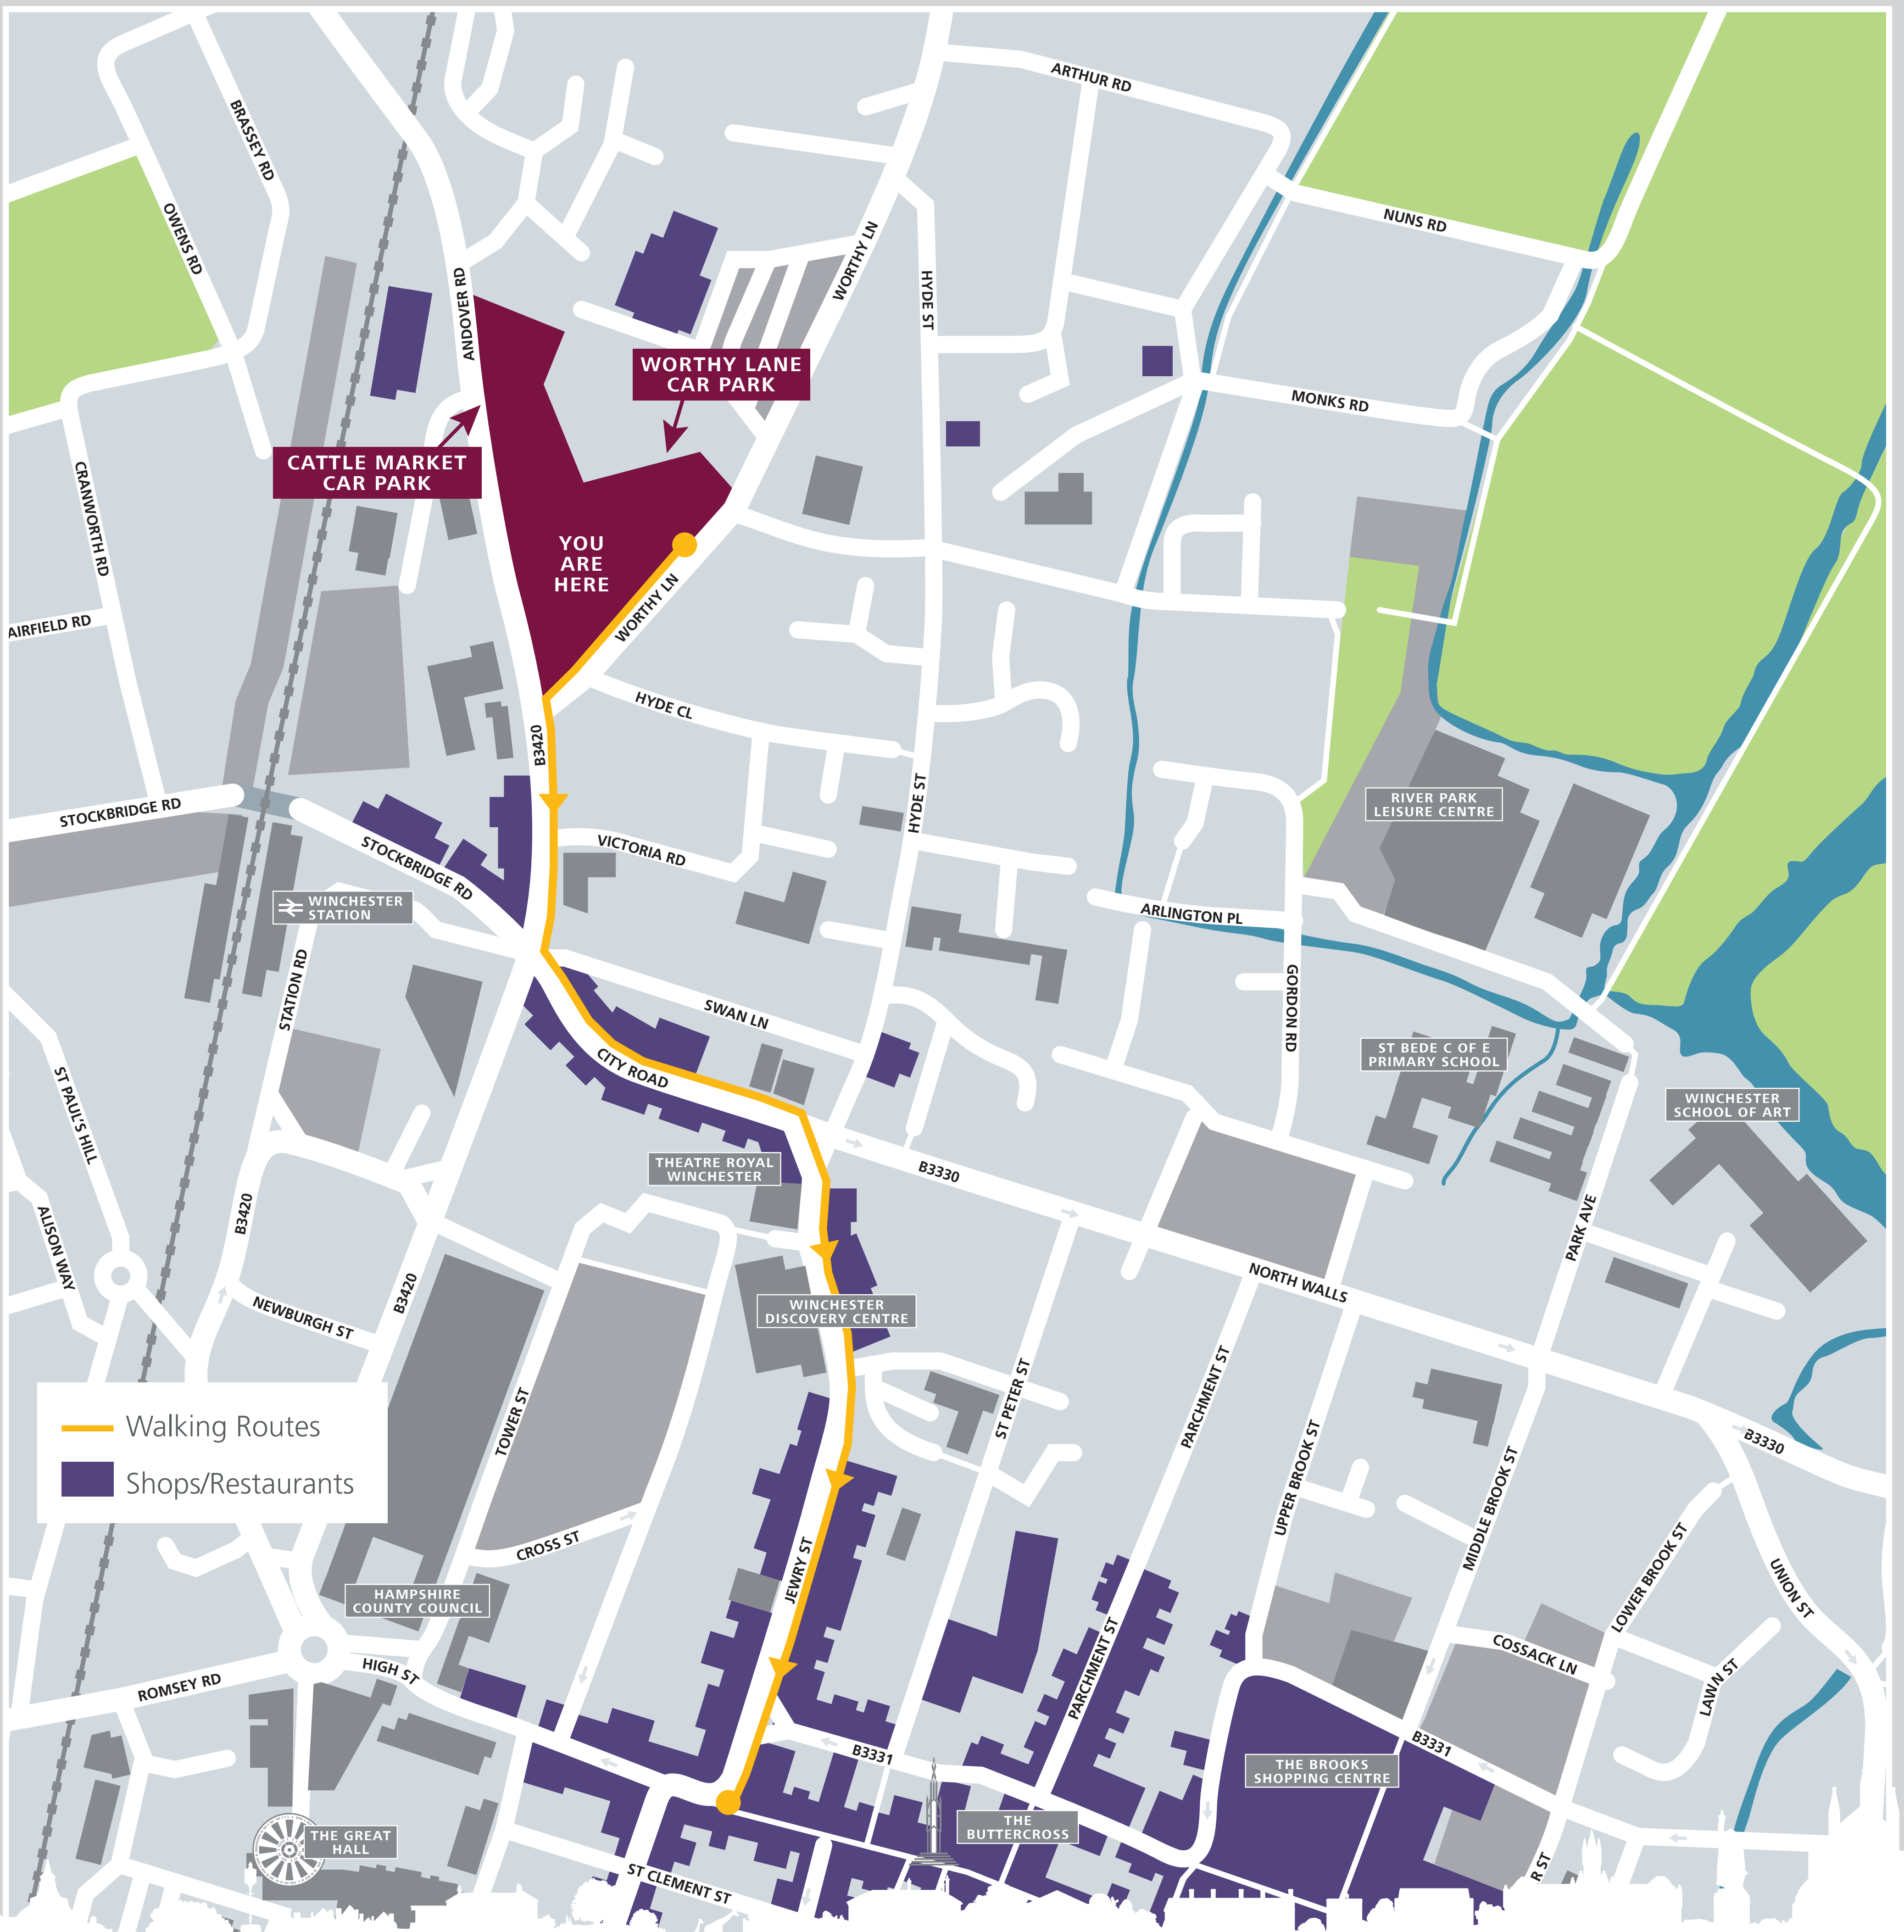 ARTHUR RD
BRASSEY RD
OWENS RD
NUNS RD
WORTHY LN
HYDE ST
ANDOVER RD
WORTHY LANE
CAR PARK
MONKS RD
CATTLE MARKET
CAR PARK
CRANWORTH RD
YOU
ARE
HERE
WORTHY LN
AIRFIELD RD
HYDE CL
B3420
STOCKBRIDGE RD
HYDE ST
RIVER PARK
LEISURE CENTRE
VICTORIA RD
STOCKBRIDGE RD
WINCHESTER
STATION
ARLINGTON PL
STATION RD
GORDON RD
SWAN LN
CITY ROAD
ST BEDE C OF E
PRIMARY SCHOOL
ST PAUL'S HILL
WINCHESTER
SCHOOL OF ART
THEATRE ROYAL
WINCHESTER
B3330
B3420
ALISON WAY
PARK AVE
B3420
NORTH WALLS
NEWBURGH ST
WINCHESTER
DISCOVERY CENTRE
ST PETER ST
PARCHMENT ST
TOWER ST
Walking Routes
Shops/Restaurants
UPPER BROOK ST
MIDDLE BROOK ST
B3330
CROSS ST
JEWRY ST
LOWER BROOK ST
UNION ST
HAMPSHIRE
COUNTY COUNCIL
PARCHMENT ST
COSSACK LN
LAWN ST
HIGH ST
ROMSEY RD
B3331
B3331
THE BROOKS
SHOPPING CENTRE
THE
BUTTERCROSS
THE GREAT
HALL
ST CLEMENT ST
R ST